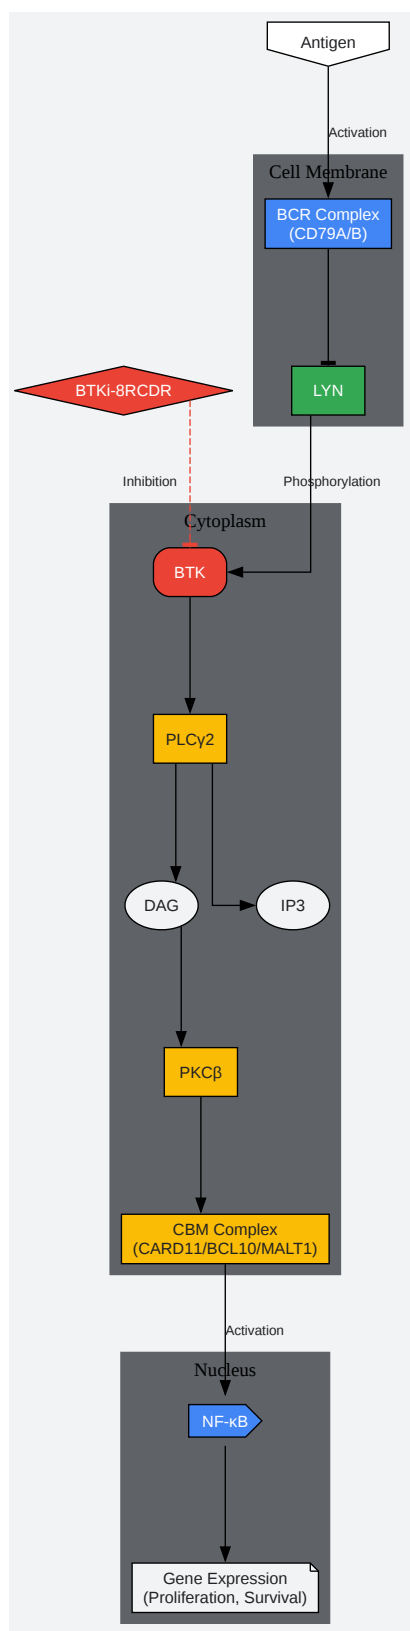 Antigen
Activation
Cell Membrane
BCR Complex
(CD79A/B)
BTKi-8RCDR
LYN
Inhibition
Phosphorylation
Cytoplasm
BTK
PLCγ2
DAG
IP3
PKCβ
CBM Complex
(CARD11/BCL10/MALT1)
Activation
Nucleus
NF-κB
Gene Expression
(Proliferation, Survival)